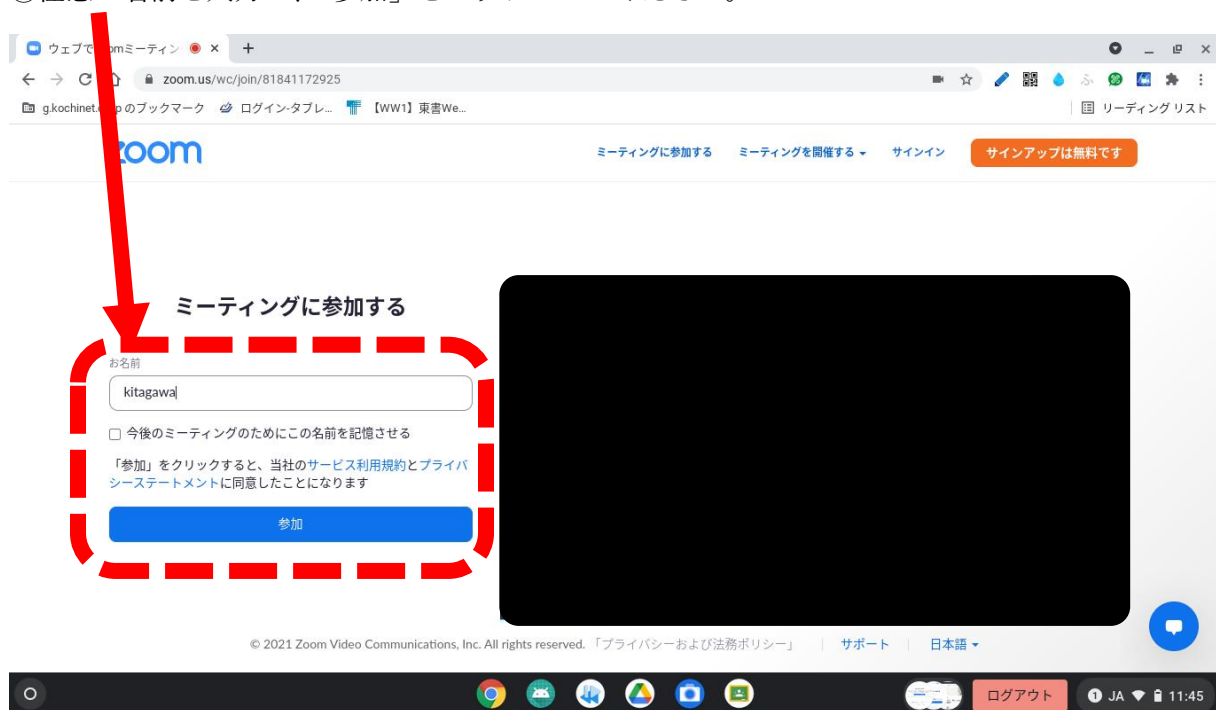 ウェブで omミーティン
zoom.us/wc/join/81841172925
g.kochinet. p のブックマーク ログイン-タブレ... 【WW1】東書We... リーディング リスト
zoom ミーティングに参加する ミーティングを開催する サインイン サインアップは無料です
ミーティングに参加する
お名前
kitagawa
今後のミーティングのためにこの名前を記憶させる
「参加」をクリックすると、当社のサービス利用規約とプライバ
シーステートメントに同意したことになります
参加
© 2021 Zoom Video Communications, Inc. All rights reserved. 「プライバシーおよび法務ポリシー」 サポート 日本語
ログアウト 1 JA 11:45